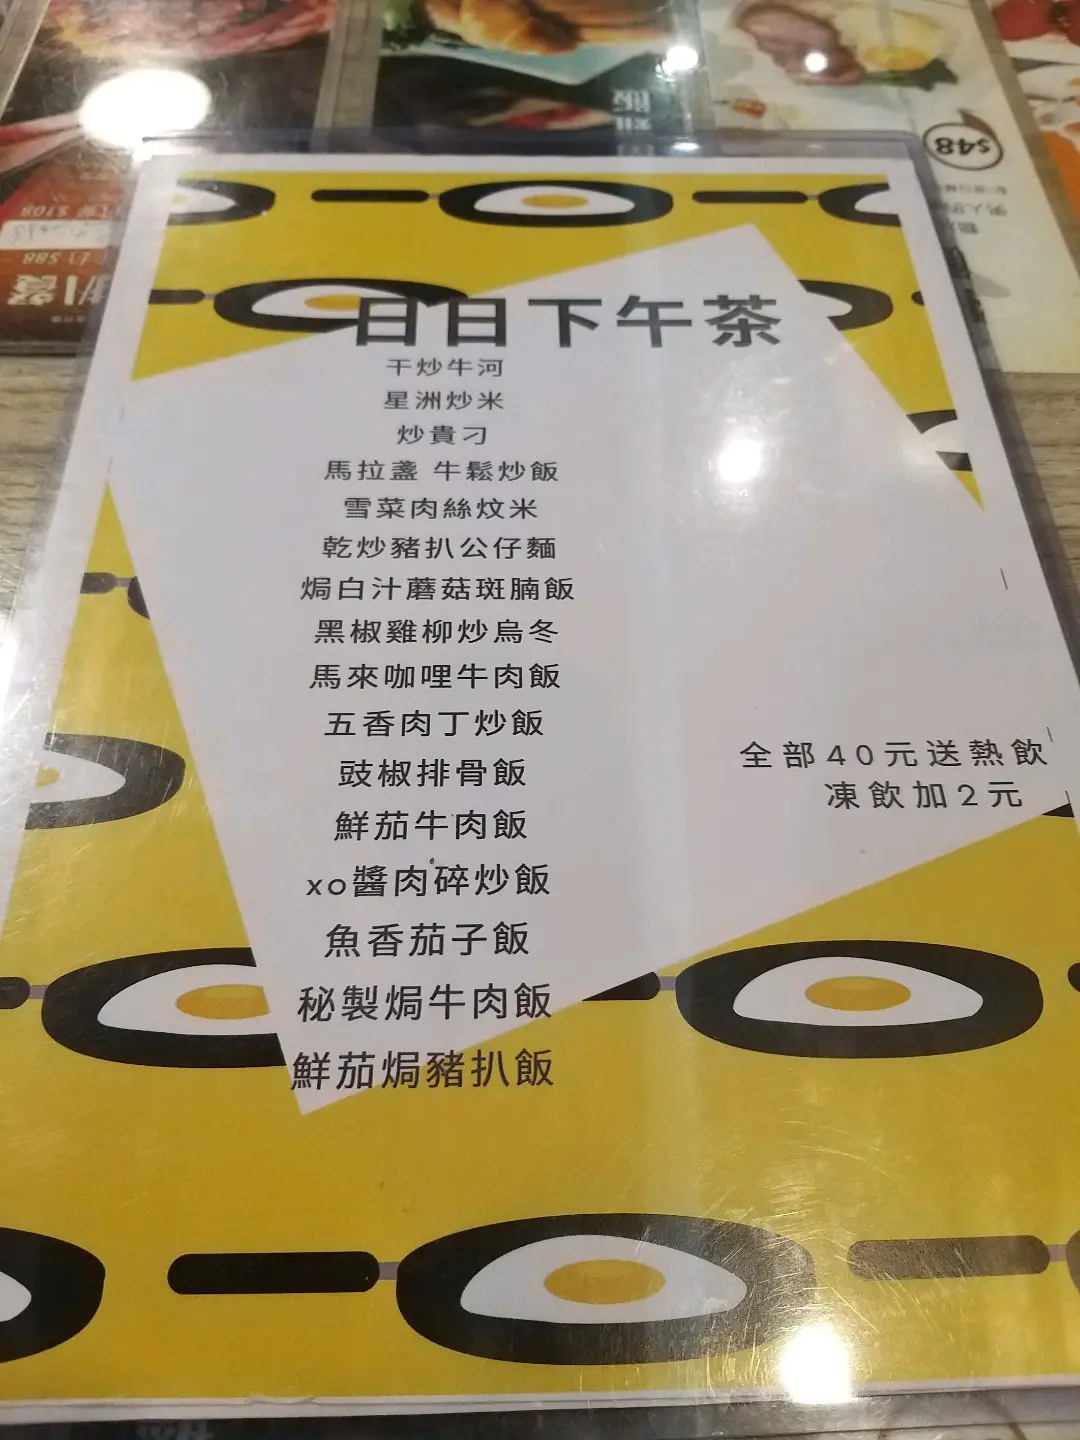 日日下午茶
干炒牛河
星洲炒米
炒貴刁
馬拉盞 牛鬆炒飯
雪菜肉絲炆米
乾炒豬扒公仔麵
焗白汁蘑菇斑腩飯
黑椒雞柳炒烏冬
馬來咖哩牛肉飯
五香肉丁炒飯
豉椒排骨飯
鮮茄牛肉飯
xo醬肉碎炒飯
魚香茄子飯
秘製焗牛肉飯
鮮茄焗豬扒飯
全部40元送熱飲
凍飲加2元
$48
$108
$88